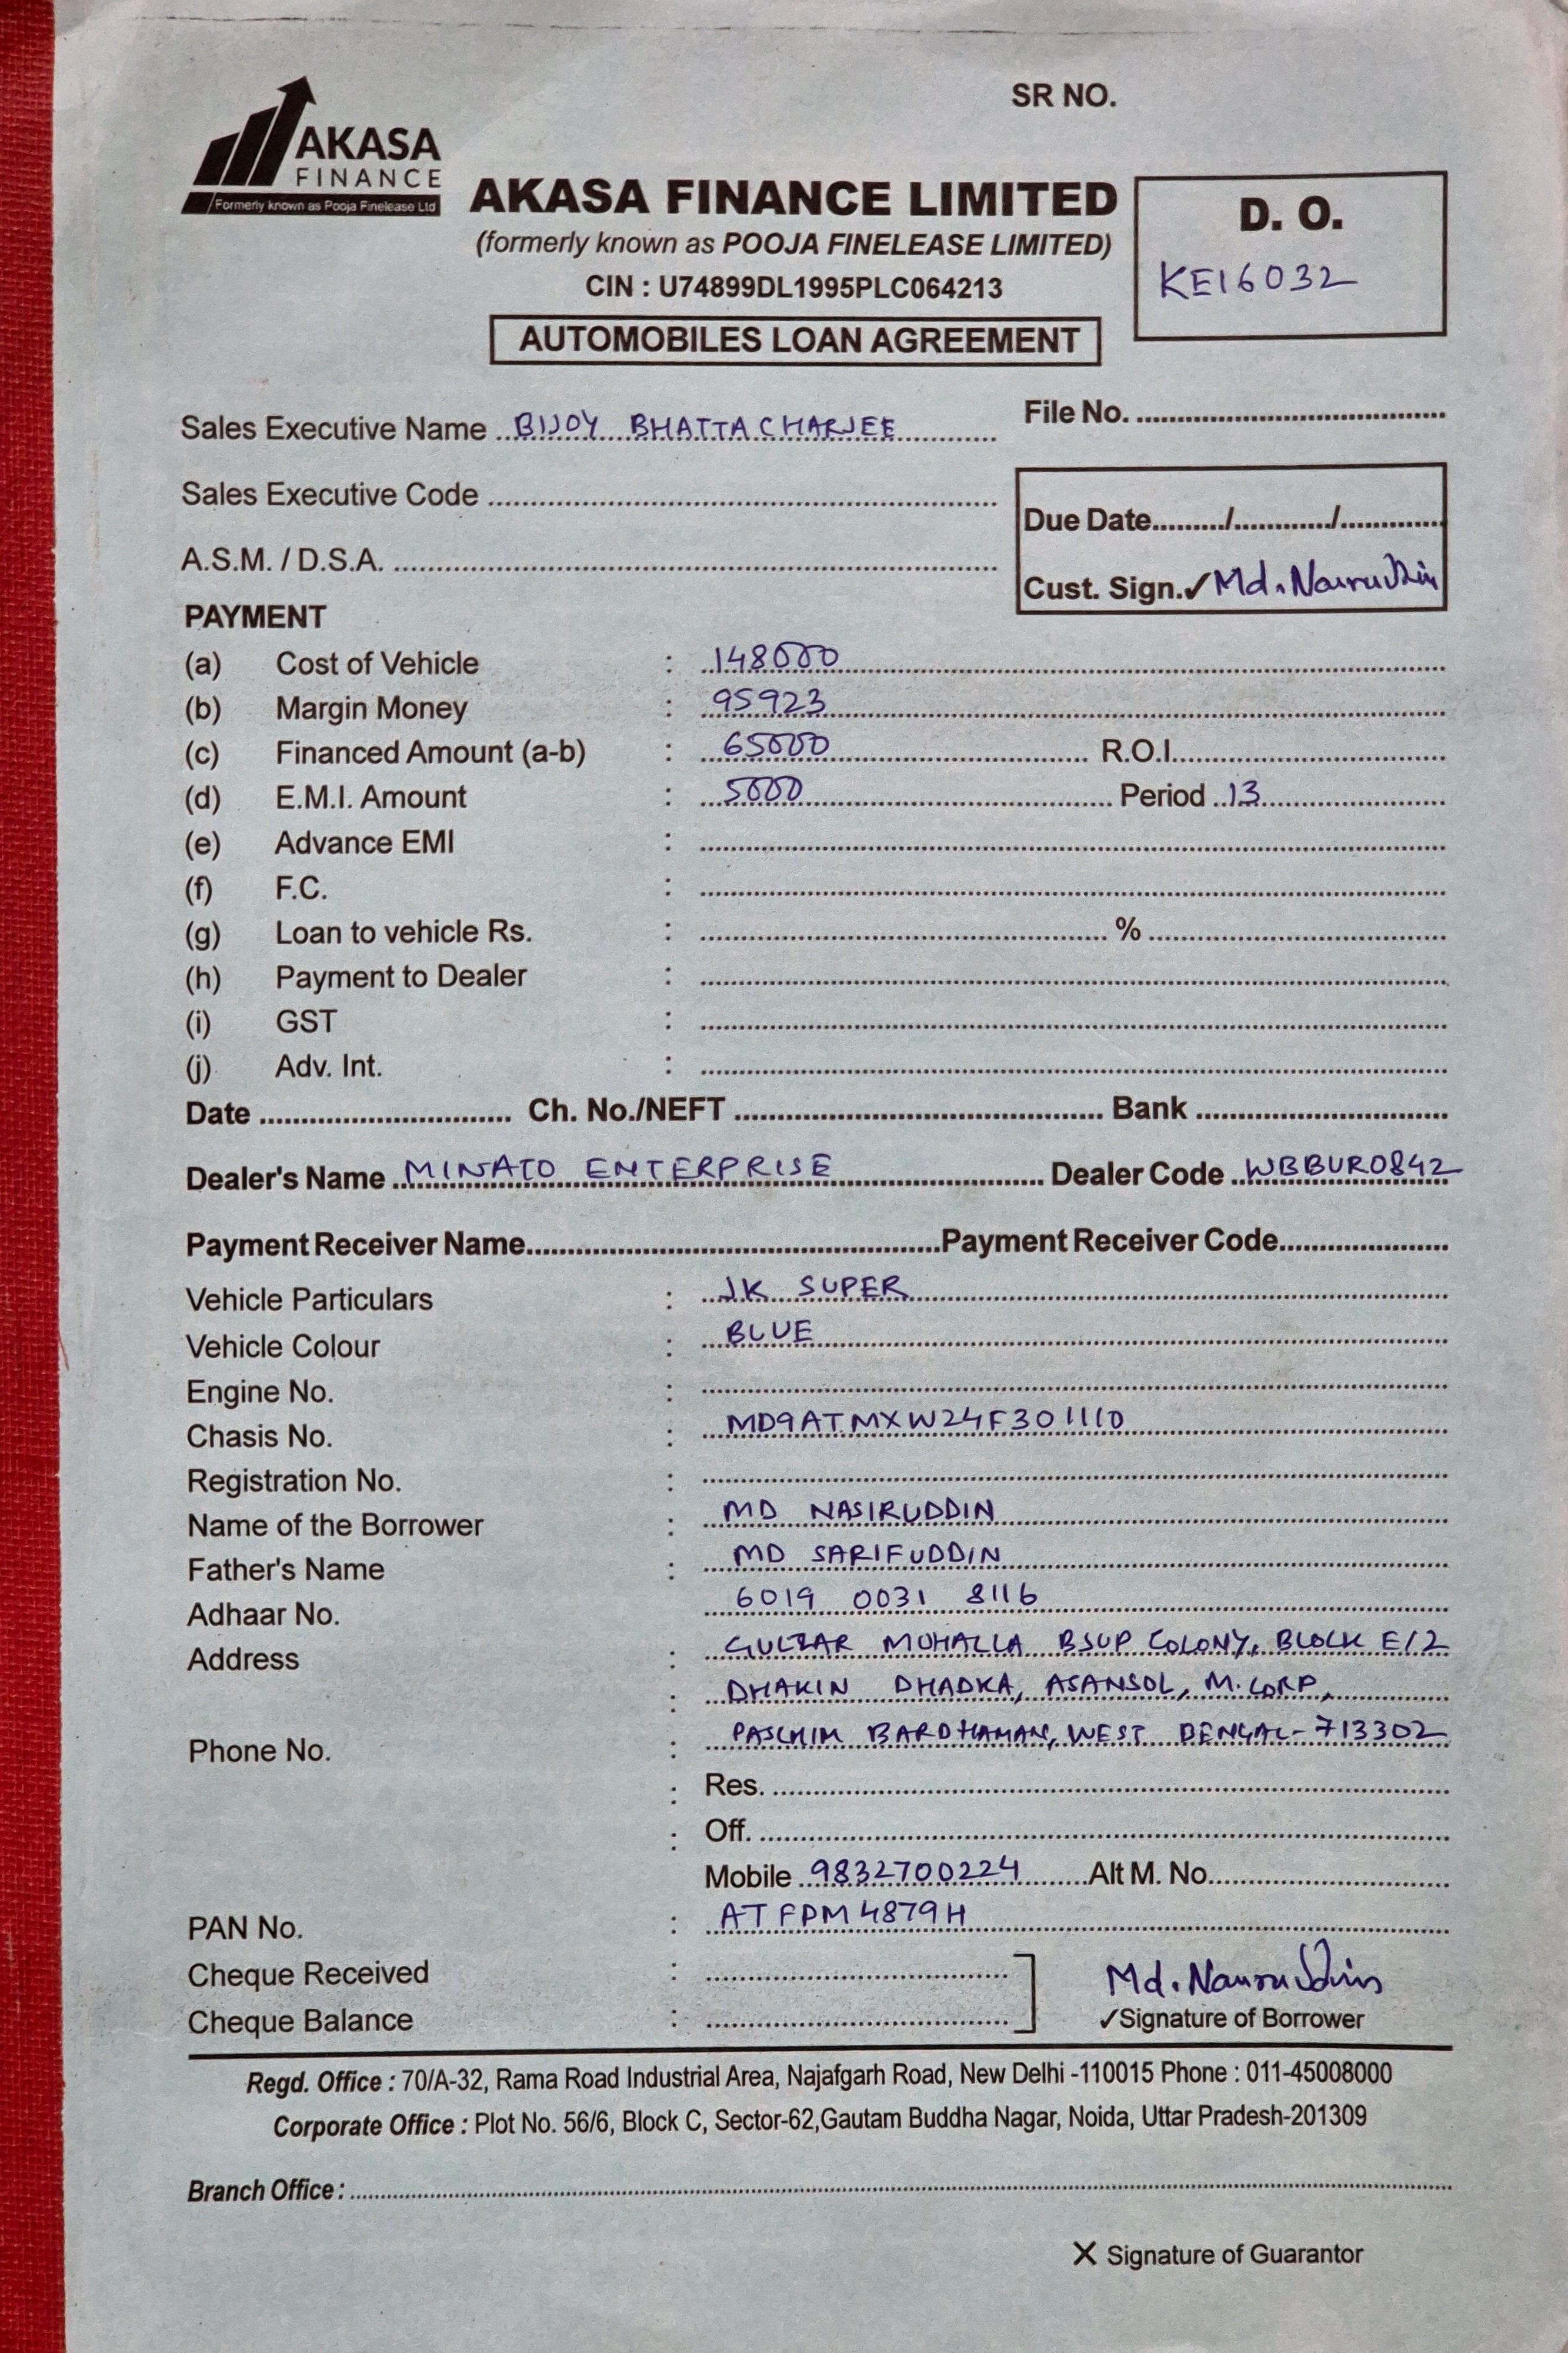 SR NO.
AKASA
FINANCE
Formerly known as Pooja Finelease Ltd
AKASA FINANCE LIMITED
(formerly known as POOJA FINELEASE LIMITED)
CIN : U74899DL1995PLC064213
AUTOMOBILES LOAN AGREEMENT
D. O.
KE16032
Sales Executive Name BIJOY BHATTACHARJEE
File No.
Sales Executive Code
Due Date........./............/.............
A.S.M. / D.S.A.
Cust. Sign.✓ Md. Nasiruddin
PAYMENT
(a) Cost of Vehicle : 148000
(b) Margin Money : 95923
(c) Financed Amount (a-b) : 65000 R.O.I.
(d) E.M.I. Amount : 5000 Period 13
(e) Advance EMI :
(f) F.C. :
(g) Loan to vehicle Rs. : %
(h) Payment to Dealer :
(i) GST :
(j) Adv. Int. :
Date Ch. No./NEFT Bank
Dealer's Name MINATO ENTERPRISE Dealer Code WBBUR0842
Payment Receiver Name Payment Receiver Code
Vehicle Particulars : JK SUPER
Vehicle Colour : BLUE
Engine No. :
Chasis No. : MD9ATMXW24F301110
Registration No. :
Name of the Borrower : MD NASIRUDDIN
Father's Name : MD SARIFUDDIN
Adhaar No. 6019 0031 8116
Address : GULZAR MOHALLA BSUP COLONY, BLOCK E/2
: DHAKIN DHADKA, ASANSOL, M.CORP,
Phone No. : PASCHIM BARDHAMAN, WEST BENGAL-713302
: Res.
: Off.
Mobile 9832700224 Alt M. No.
PAN No. : ATFPM4879H
Cheque Received :
Cheque Balance :
Md. Nasiruddin
✓Signature of Borrower
Regd. Office : 70/A-32, Rama Road Industrial Area, Najafgarh Road, New Delhi -110015 Phone : 011-45008000
Corporate Office : Plot No. 56/6, Block C, Sector-62,Gautam Buddha Nagar, Noida, Uttar Pradesh-201309
Branch Office :
X Signature of Guarantor